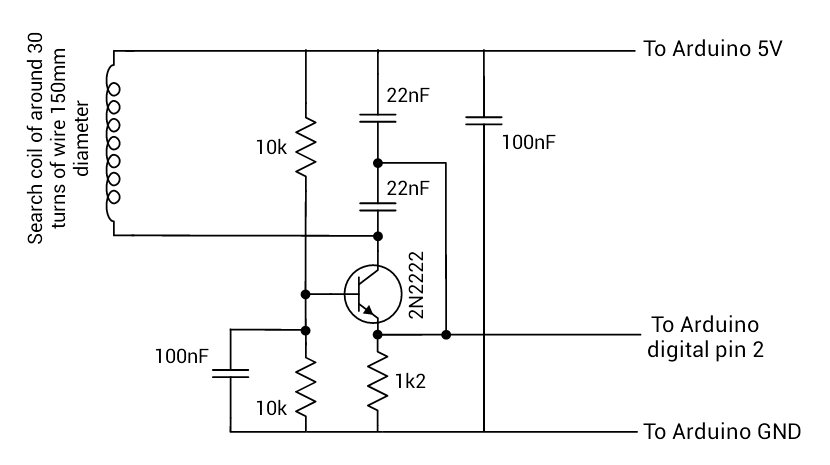 Search coil of around 30
turns of wire 150mm
diameter
10k
22nF
22nF
100nF
To Arduino 5V
2N2222
100nF
10k
1k2
To Arduino
digital pin 2
To Arduino GND